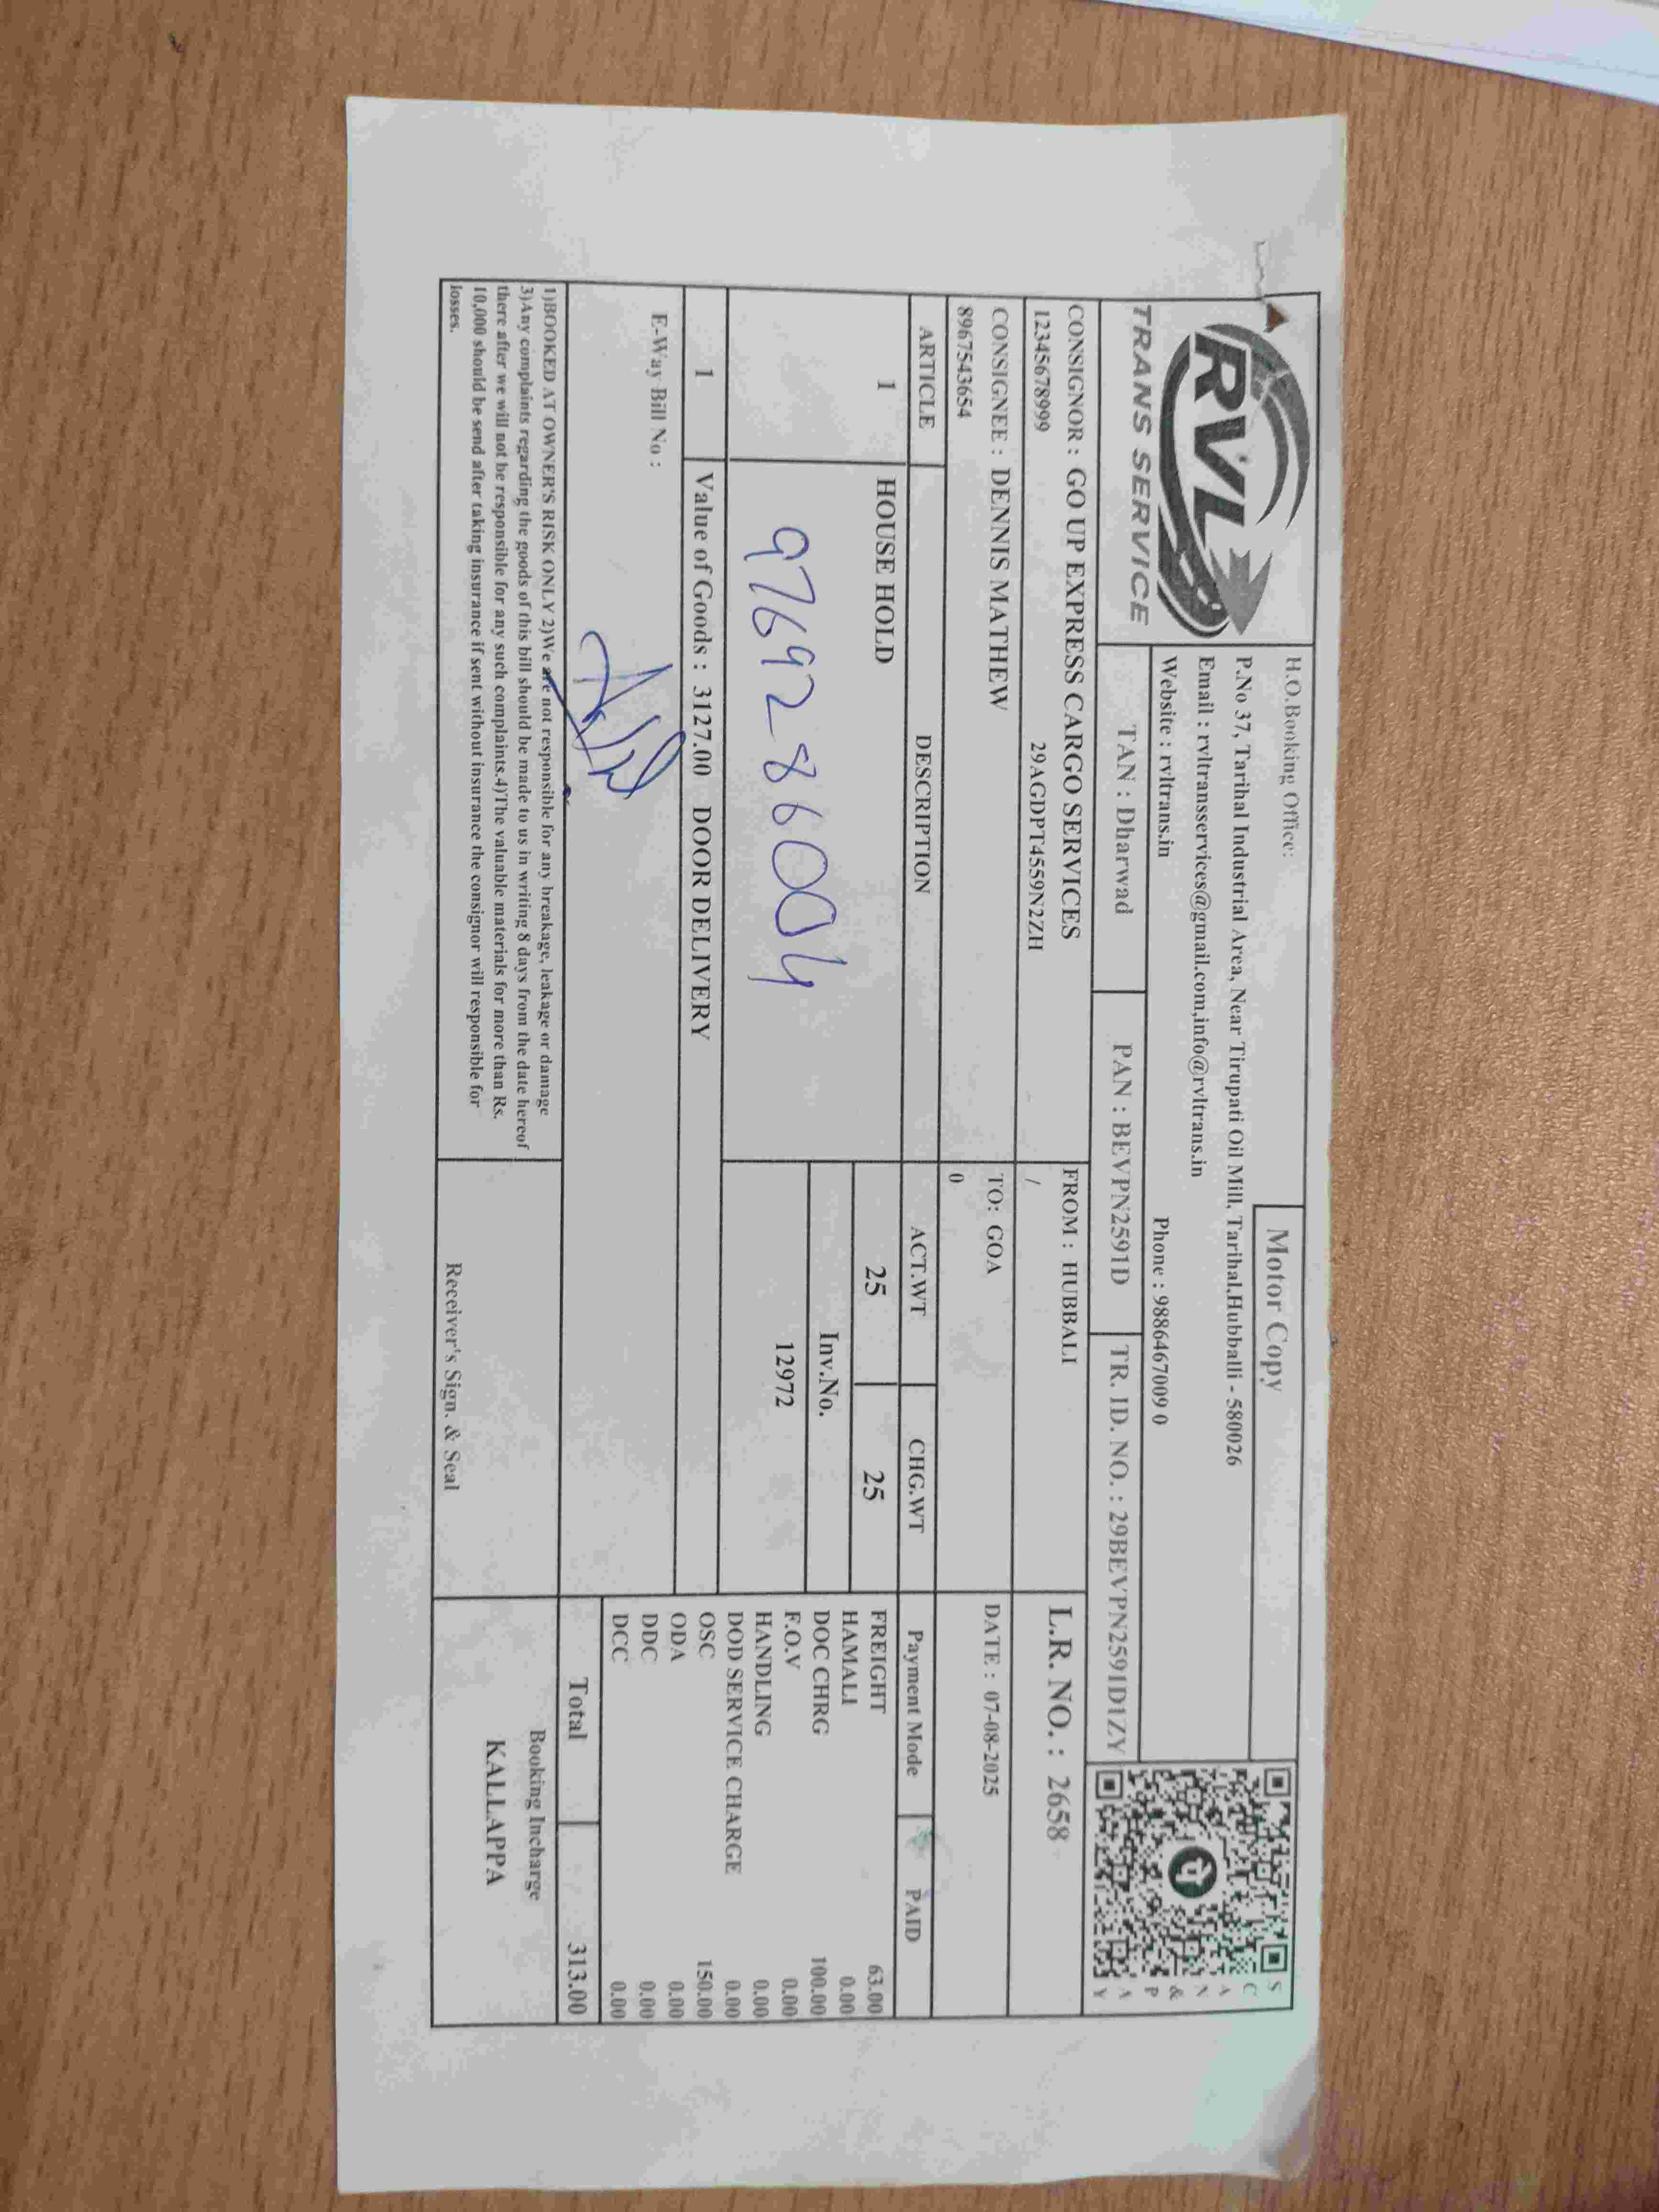 RVL
TRANS SERVICE
H.O.Booking Office:
Motor Copy
P.No 37, Tarihal Industrial Area, Near Tirupati Oil Mill, Tarihal,Hubballi - 580026
Email : rvltransservices@gmail.com,info@rvltrans.in
Website : rvltrans.in Phone : 9886467009 0
SCAN & PAY
TAN : Dharwad PAN : BEVPN2591D TR. ID. NO. : 29BEVPN2591D1ZY
CONSIGNOR : GO UP EXPRESS CARGO SERVICES FROM : HUBBALI L.R. NO. : 2658
12345678999 29AGDPT4559N2ZH /
CONSIGNEE : DENNIS MATHEW TO: GOA DATE : 07-08-2025
8967543654 0
ARTICLE DESCRIPTION ACT.WT CHG.WT Payment Mode PAID
1 HOUSE HOLD 25 25 FREIGHT 63.00
HAMALI 0.00
Inv.No. DOC CHRG 100.00
9769286004 12972 F.O.V 0.00
HANDLING 0.00
DOD SERVICE CHARGE 0.00
1 Value of Goods : 3127.00 DOOR DELIVERY OSC 150.00
ODA 0.00
E-Way Bill No : DDC 0.00
DCC 0.00
Total 313.00
1)BOOKED AT OWNER'S RISK ONLY 2)We are not responsible for any breakage, leakage or damage
3)Any complaints regarding the goods of this bill should be made to us in writing 8 days from the date hereof
there after we will not be responsible for any such complaints.4)The valuable materials for more than Rs.
10,000 should be send after taking insurance if sent without insurance the consignor will responsible for
losses.
Receiver's Sign. & Seal
Booking Incharge
KALLAPPA